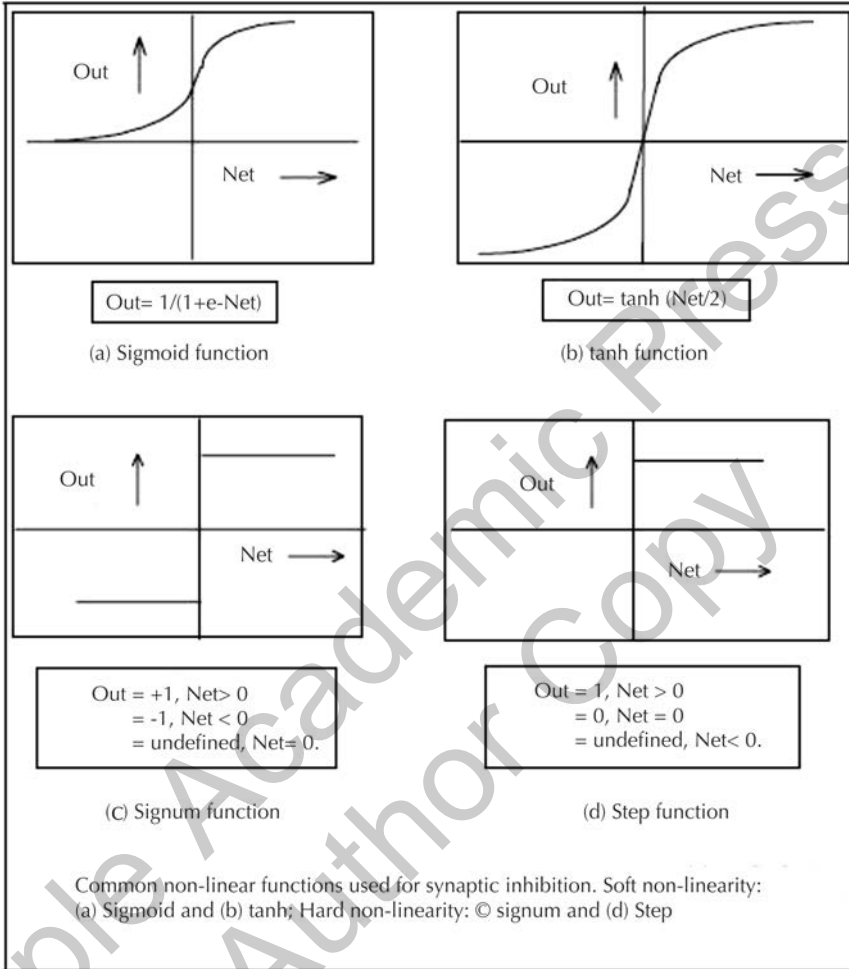 Out
Net
Out= 1/(1+e-Net)
(a) Sigmoid function
Out
Net
Out= tanh (Net/2)
(b) tanh function
Out
Net
Out = +1, Net> 0
= -1, Net < 0
= undefined, Net= 0.
(C) Signum function
Out
Net
Out = 1, Net > 0
= 0, Net = 0
= undefined, Net< 0.
(d) Step function
Common non-linear functions used for synaptic inhibition. Soft non-linearity:
(a) Sigmoid and (b) tanh; Hard non-linearity: © signum and (d) Step
ple Academic Press
Author Copy